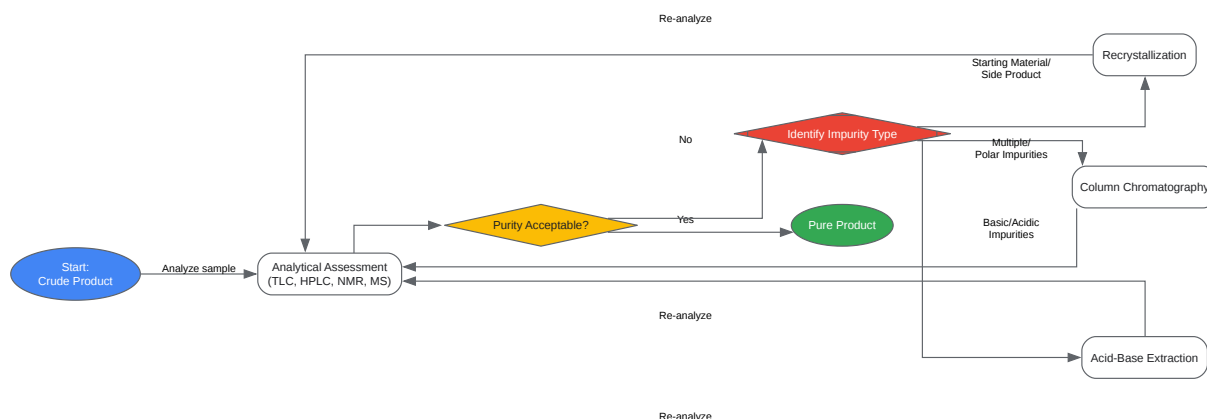 Re-analyze
Recrystallization
Starting Material/
Side Product
Identify Impurity Type
No
Multiple/
Polar Impurities
Column Chromatography
Purity Acceptable?
Yes
Pure Product
Basic/Acidic
Impurities
Start:
Crude Product
Analyze sample
Analytical Assessment
(TLC, HPLC, NMR, MS)
Re-analyze
Acid-Base Extraction
Re-analyze